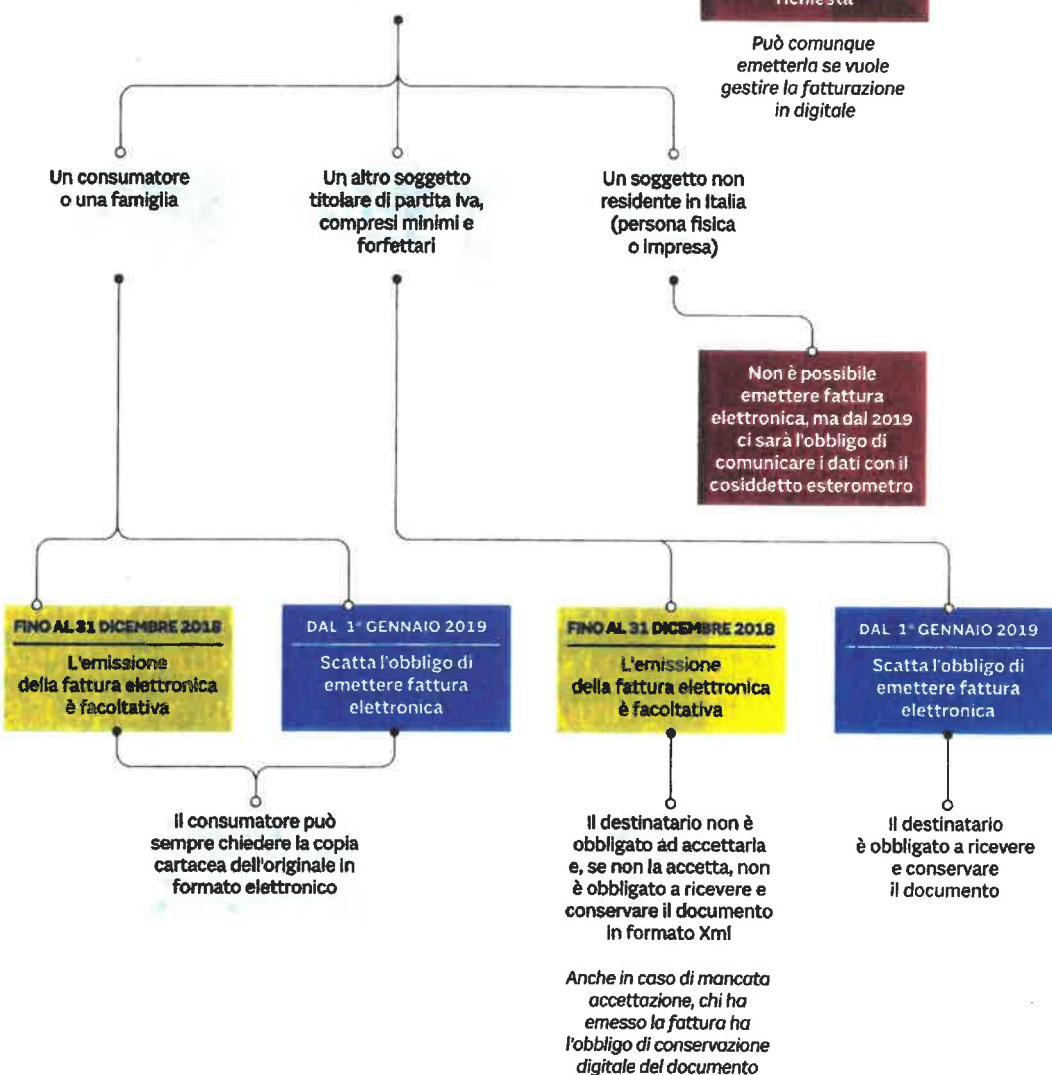 richiesta
Può comunque
emetterla se vuole
gestire la fatturazione
in digitale
Un consumatore
o una famiglia
Un altro soggetto
titolare di partita Iva,
compresi minimi e
forfettari
Un soggetto non
residente in Italia
(persona fisica
o impresa)
Non è possibile
emettere fattura
elettronica, ma dal 2019
ci sarà l'obbligo di
comunicare i dati con il
cosiddetto esterometro
FINO AL 31 DICEMBRE 2018
L'emissione
della fattura elettronica
è facoltativa
DAL 1° GENNAIO 2019
Scatta l'obbligo di
emettere fattura
elettronica
FINO AL 31 DICEMBRE 2018
L'emissione
della fattura elettronica
è facoltativa
DAL 1° GENNAIO 2019
Scatta l'obbligo di
emettere fattura
elettronica
Il consumatore può
sempre chiedere la copia
cartacea dell'originale in
formato elettronico
Il destinatario non è
obbligato ad accettarla
e, se non la accetta, non
è obbligato a ricevere e
conservare il documento
in formato Xml
Anche in caso di mancata
accettazione, chi ha
emesso la fattura ha
l'obbligo di conservazione
digitale del documento
Il destinatario
è obbligato a ricevere
e conservare
il documento